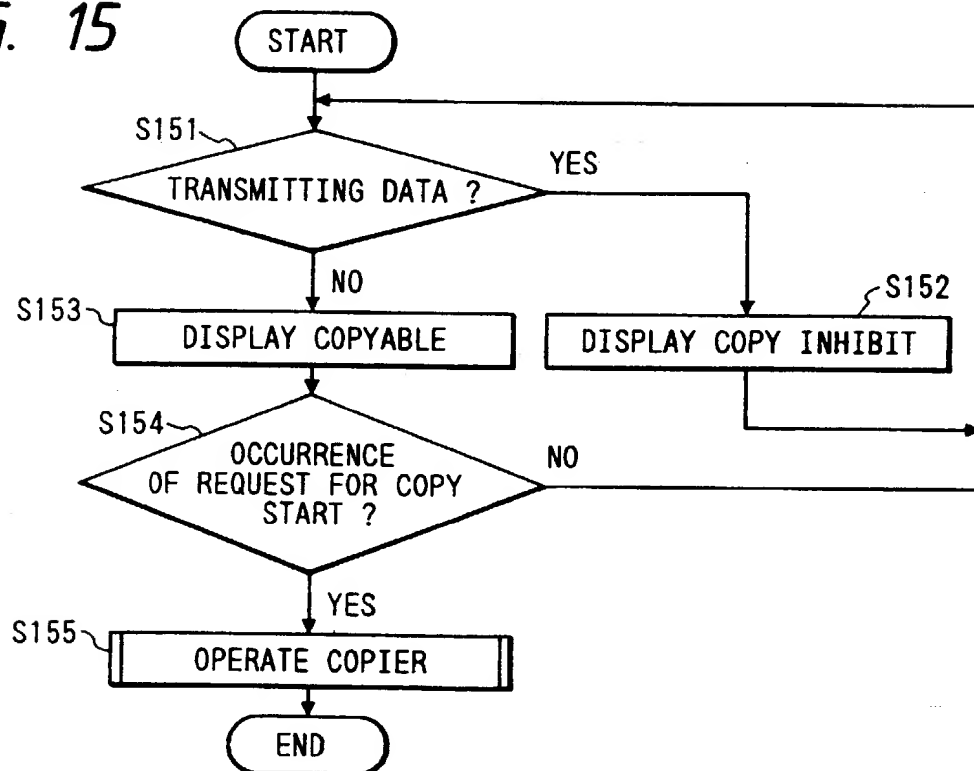 . 15
START
S151
TRANSMITTING DATA ?
YES
NO
S152
S153
DISPLAY COPYABLE
DISPLAY COPY INHIBIT
S154
OCCURRENCE
OF REQUEST FOR COPY
START ?
NO
YES
S155
OPERATE COPIER
END